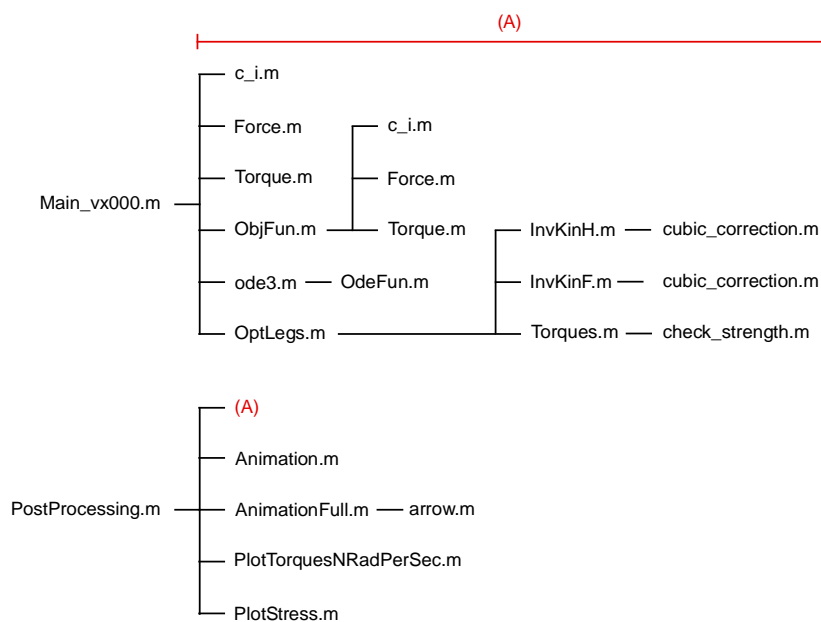 (A)
c_i.m
Force.m c_i.m
Torque.m Force.m
Main_vx000.m
ObjFun.m Torque.m InvKinH.m cubic_correction.m
ode3.m OdeFun.m InvKinF.m cubic_correction.m
OptLegs.m Torques.m check_strength.m
(A)
Animation.m
PostProcessing.m AnimationFull.m arrow.m
PlotTorquesNRadPerSec.m
PlotStress.m